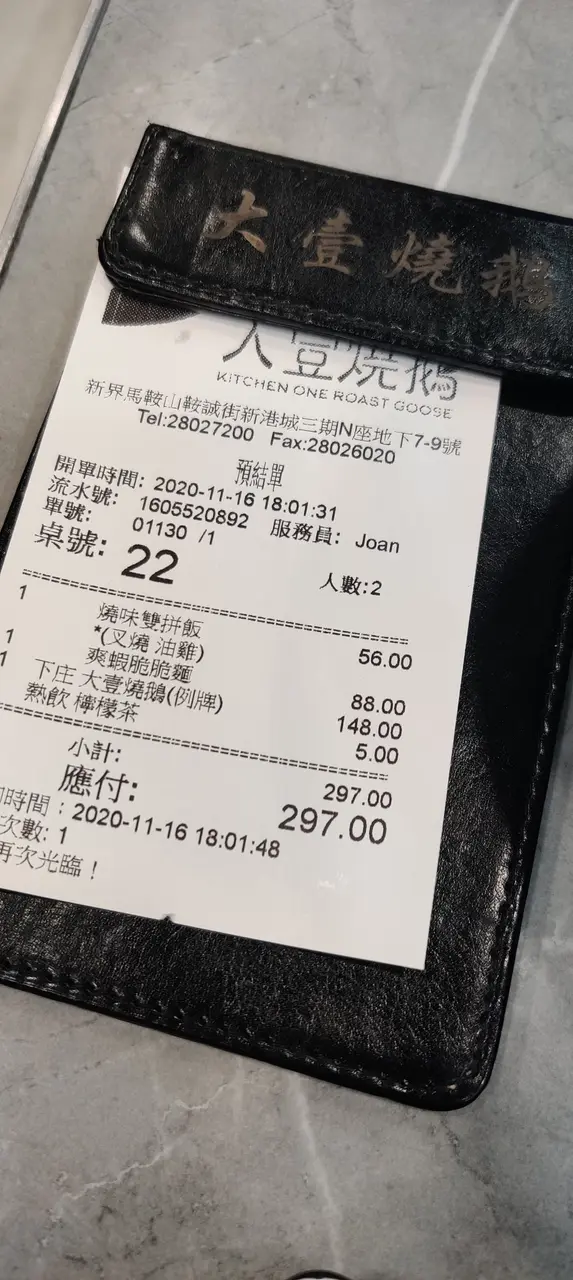 大壹燒鵝
大壹燒鵝
KITCHEN ONE ROAST GOOSE
新界馬鞍山鞍誠街新港城三期N座地下7-9號
Tel:28027200 Fax:28026020
預結單
開單時間: 2020-11-16 18:01:31
流水號: 1605520892 服務員: Joan
單號: 01130 /1
桌號: 22 人數:2
1 燒味雙拼飯 56.00
*(叉燒 油雞)
1 爽蝦脆脆麵 88.00
1 下庄 大壹燒鵝(例牌) 148.00
熱飲 檸檬茶 5.00
小計: 297.00
應付: 297.00
時間: 2020-11-16 18:01:48
次數: 1
再次光臨！